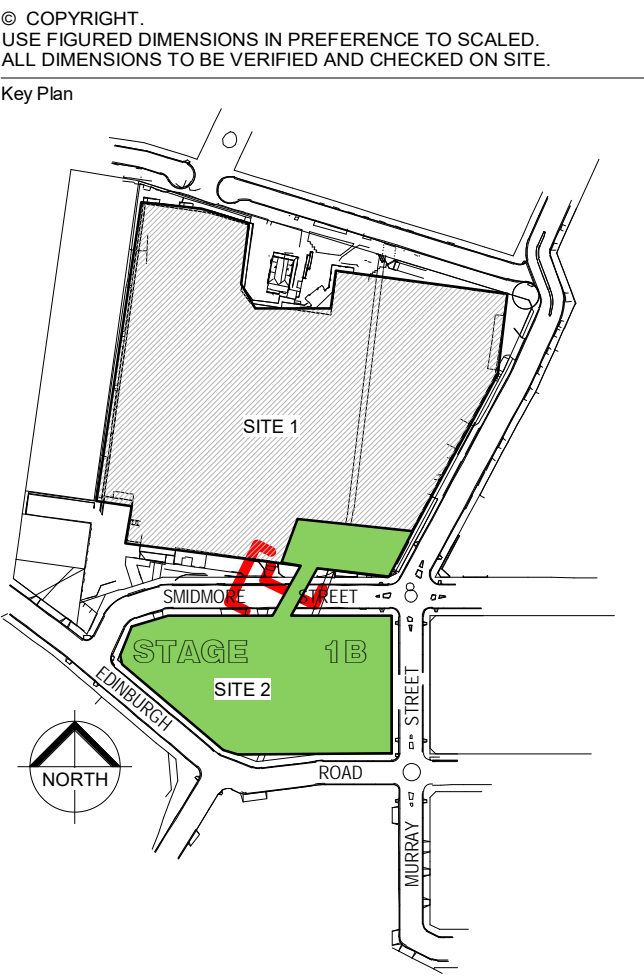 © COPYRIGHT.
USE FIGURED DIMENSIONS IN PREFERENCE TO SCALED.
ALL DIMENSIONS TO BE VERIFIED AND CHECKED ON SITE.
Key Plan
SITE 1
SMIDMORE STREET
STAGE 1B
SITE 2
EDINBURGH
ROAD
STREET
MURRAY
NORTH